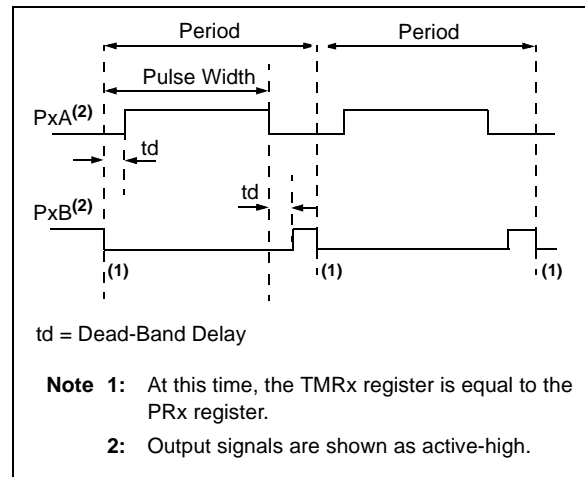 Period Period
Pulse Width
PxA(2)
td
td
PxB(2)
(1) (1) (1)
td = Dead-Band Delay
Note 1: At this time, the TMRx register is equal to the
PRx register.
2: Output signals are shown as active-high.